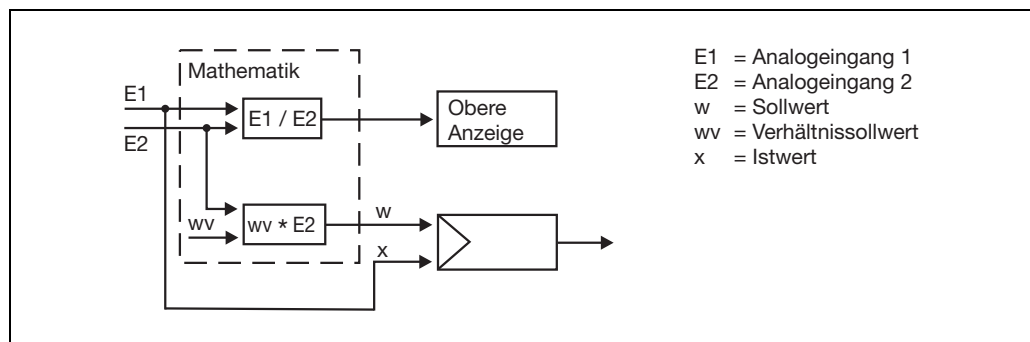 Mathematik
E1
E2
E1 / E2
Obere
Anzeige
wv
wv * E2
w
x
E1 = Analogeingang 1
E2 = Analogeingang 2
w = Sollwert
wv = Verhältnissollwert
x = Istwert